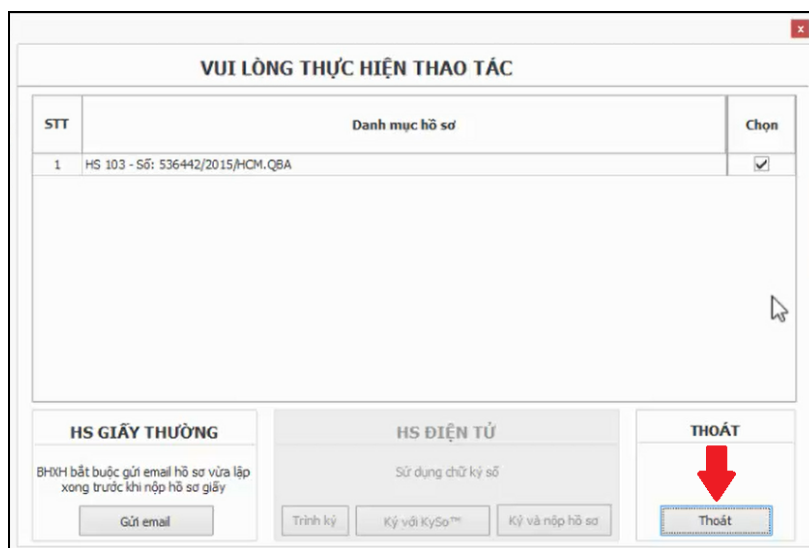 x
VUI LÒNG THỰC HIỆN THAO TÁC
STT Danh mục hồ sơ Chọn
1 HS 103 - Số: 536442/2015/HCM.QBA
HS GIẤY THƯỜNG
BHXH bắt buộc gửi email hồ sơ vừa lập
xong trước khi nộp hồ sơ giấy
Gửi email
HS ĐIỆN TỬ
Sử dụng chữ ký số
Trình ký Ký với KySo™ Ký và nộp hồ sơ
THOÁT
Thoát